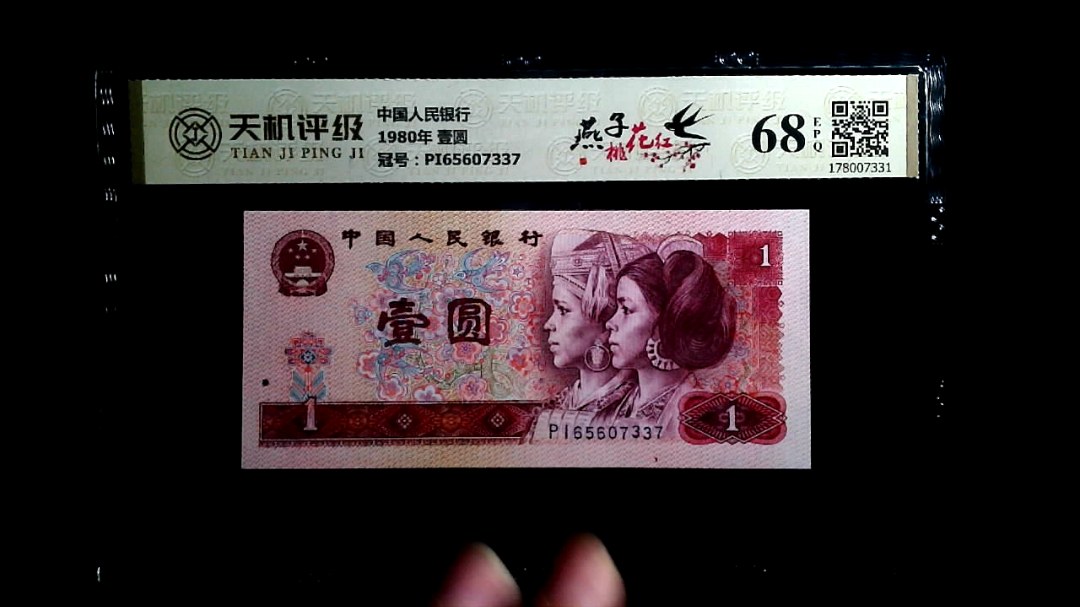 天机评级
TIAN JI PING JI
中国人民银行
1980年 壹圆
冠号：PI65607337
燕子
桃花红
68
EPQ
178007331
中国人民银行
1
壹圆
1
PI65607337
1